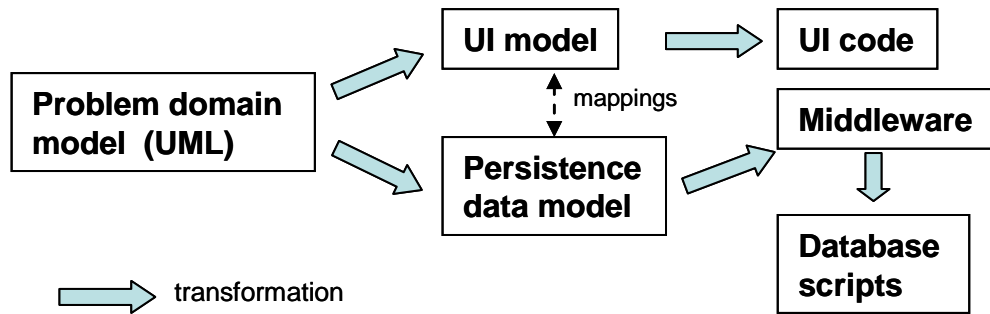 Problem domain
model (UML)
UI model
mappings
Persistence
data model
UI code
Middleware
Database
scripts
transformation